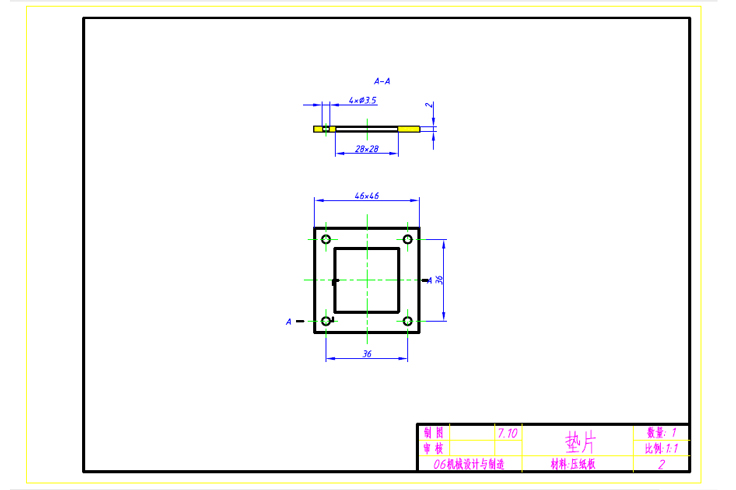 A-A
4×Ø3.5
2
28×28
46×46
A
36
A
36
制 图 7.10 垫片 数量: 1
审 核 比例:1:1
06机械设计与制造 材料:压纸板 2